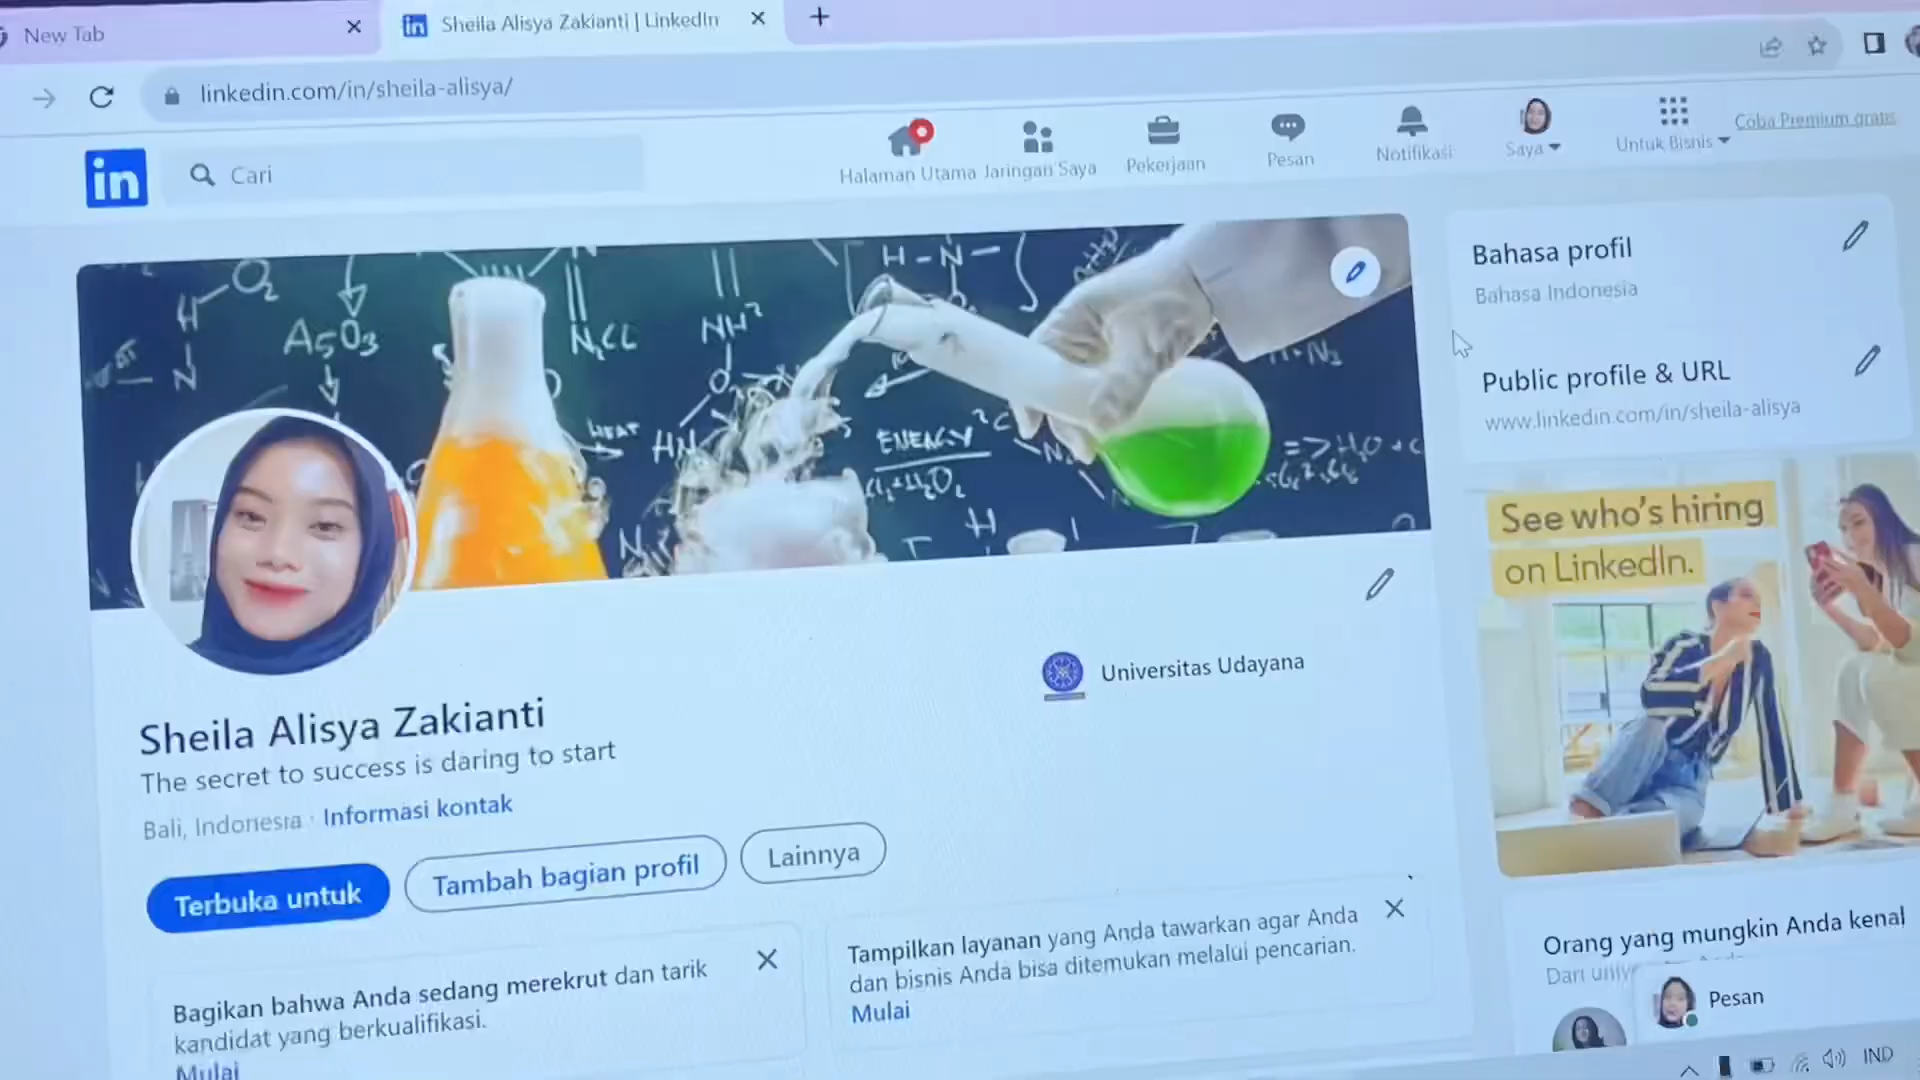 New Tab
Sheila Alisya Zakianti | LinkedIn
linkedin.com/in/sheila-alisya/
in
Cari
Halaman Utama
Jaringan Saya
Pekerjaan
Pesan
Notifikasi
Saya
Untuk Bisnis
Coba Premium gratis
Bahasa profil
Bahasa Indonesia
Public profile & URL
www.linkedin.com/in/sheila-alisya
HEAT
ENERGY
See who's hiring
on LinkedIn.
Universitas Udayana
Sheila Alisya Zakianti
The secret to success is daring to start
Bali, Indonesia · Informasi kontak
Terbuka untuk
Tambah bagian profil
Lainnya
Bagikan bahwa Anda sedang merekrut dan tarik
kandidat yang berkualifikasi.
Mulai
Tampilkan layanan yang Anda tawarkan agar Anda
dan bisnis Anda bisa ditemukan melalui pencarian.
Mulai
Orang yang mungkin Anda kenal
Pesan
IND